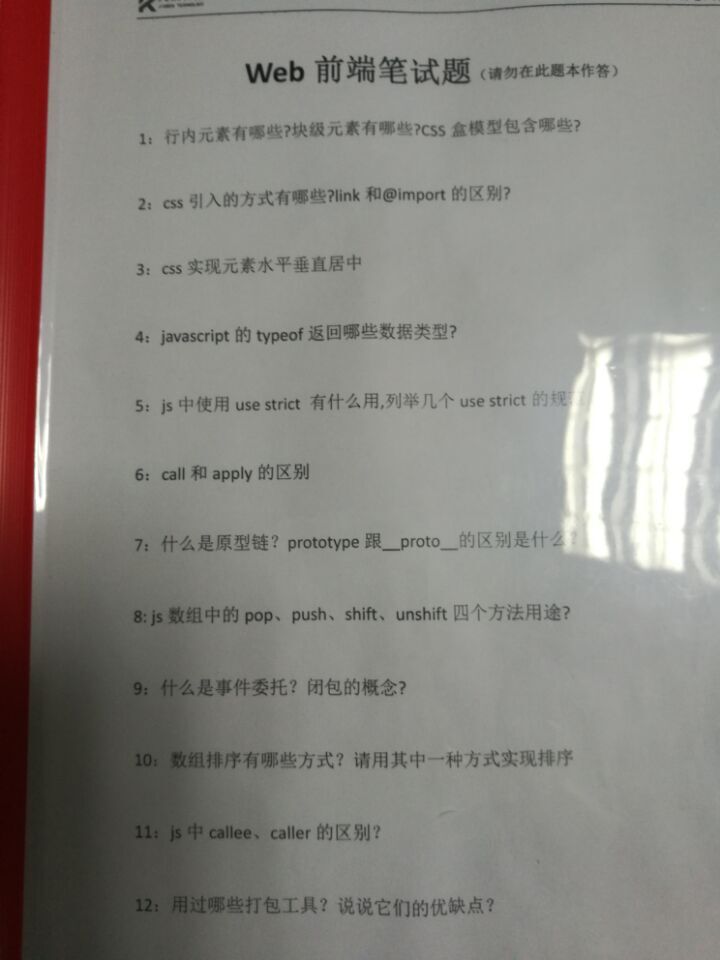 Web 前端笔试题（请勿在此题本作答）
1：行内元素有哪些?块级元素有哪些?CSS 盒模型包含哪些?
2：css 引入的方式有哪些?link 和@import 的区别?
3：css 实现元素水平垂直居中
4：javascript 的 typeof 返回哪些数据类型?
5：js 中使用 use strict 有什么用,列举几个 use strict 的规范
6：call 和 apply 的区别
7：什么是原型链？prototype 跟__proto__的区别是什么？
8: js 数组中的 pop、push、shift、unshift 四个方法用途?
9：什么是事件委托？闭包的概念?
10：数组排序有哪些方式？请用其中一种方式实现排序
11：js 中 callee、caller 的区别？
12：用过哪些打包工具？说说它们的优缺点？